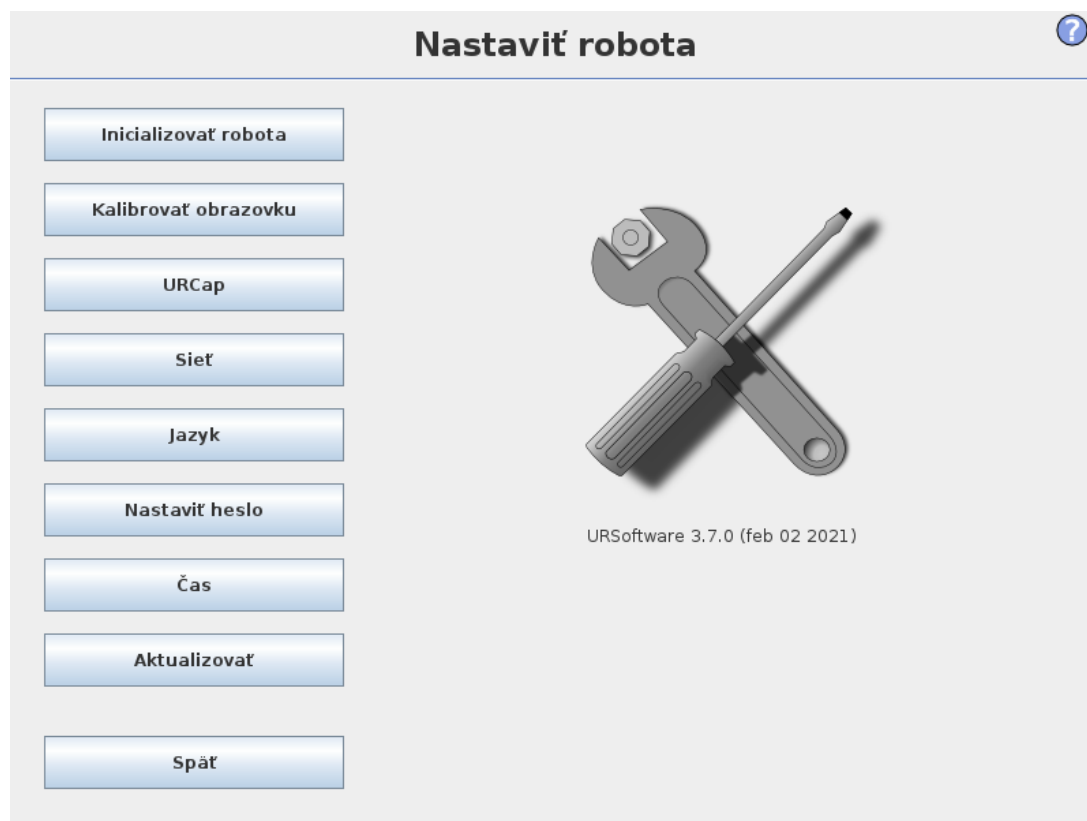 Nastaviť robota
?
Inicializovať robota
Kalibrovať obrazovku
URCap
Sieť
Jazyk
Nastaviť heslo
Čas
Aktualizovať
Späť
URSoftware 3.7.0 (feb 02 2021)